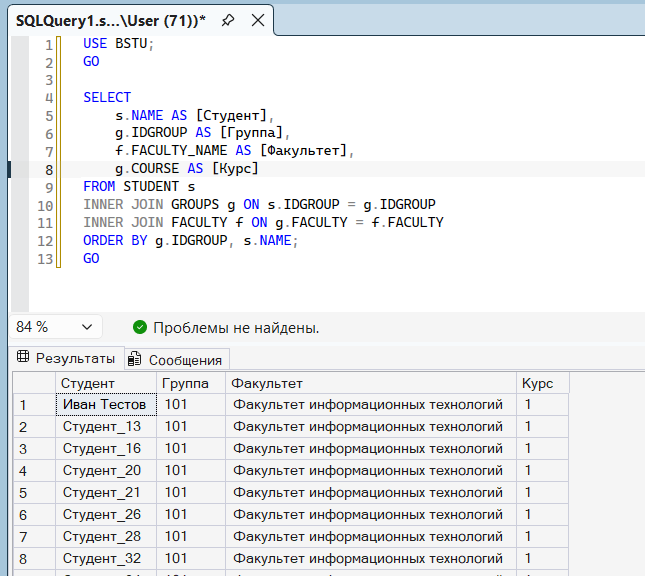 SQLQuery1.s...\User (71))*
1 USE BSTU;
2 GO
3
4 SELECT
5 s.NAME AS [Студент],
6 g.IDGROUP AS [Группа],
7 f.FACULTY_NAME AS [Факультет],
8 g.COURSE AS [Курс]
9 FROM STUDENT s
10 INNER JOIN GROUPS g ON s.IDGROUP = g.IDGROUP
11 INNER JOIN FACULTY f ON g.FACULTY = f.FACULTY
12 ORDER BY g.IDGROUP, s.NAME;
13 GO
84 % Проблемы не найдены.
Результаты Сообщения
Студент Группа Факультет Курс
1 Иван Тестов 101 Факультет информационных технологий 1
2 Студент_13 101 Факультет информационных технологий 1
3 Студент_16 101 Факультет информационных технологий 1
4 Студент_20 101 Факультет информационных технологий 1
5 Студент_21 101 Факультет информационных технологий 1
6 Студент_26 101 Факультет информационных технологий 1
7 Студент_28 101 Факультет информационных технологий 1
8 Студент_32 101 Факультет информационных технологий 1